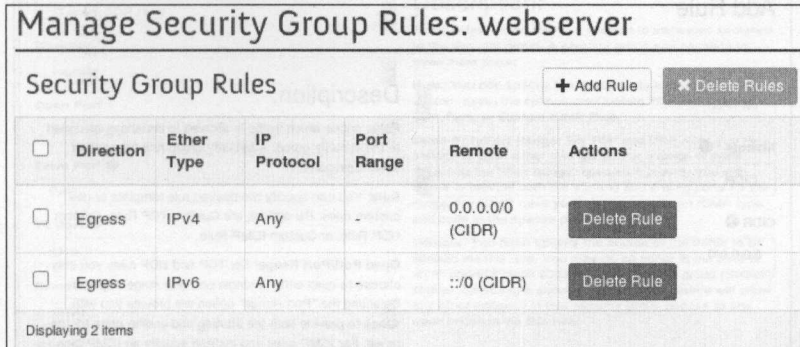 Manage Security Group Rules: webserver
Security Group Rules
+ Add Rule
✖ Delete Rules
Direction Ether Type IP Protocol Port Range Remote Actions
Egress IPv4 Any 0.0.0.0/0 (CIDR) Delete Rule
Egress IPv6 Any ::/0 (CIDR) Delete Rule
Displaying 2 items